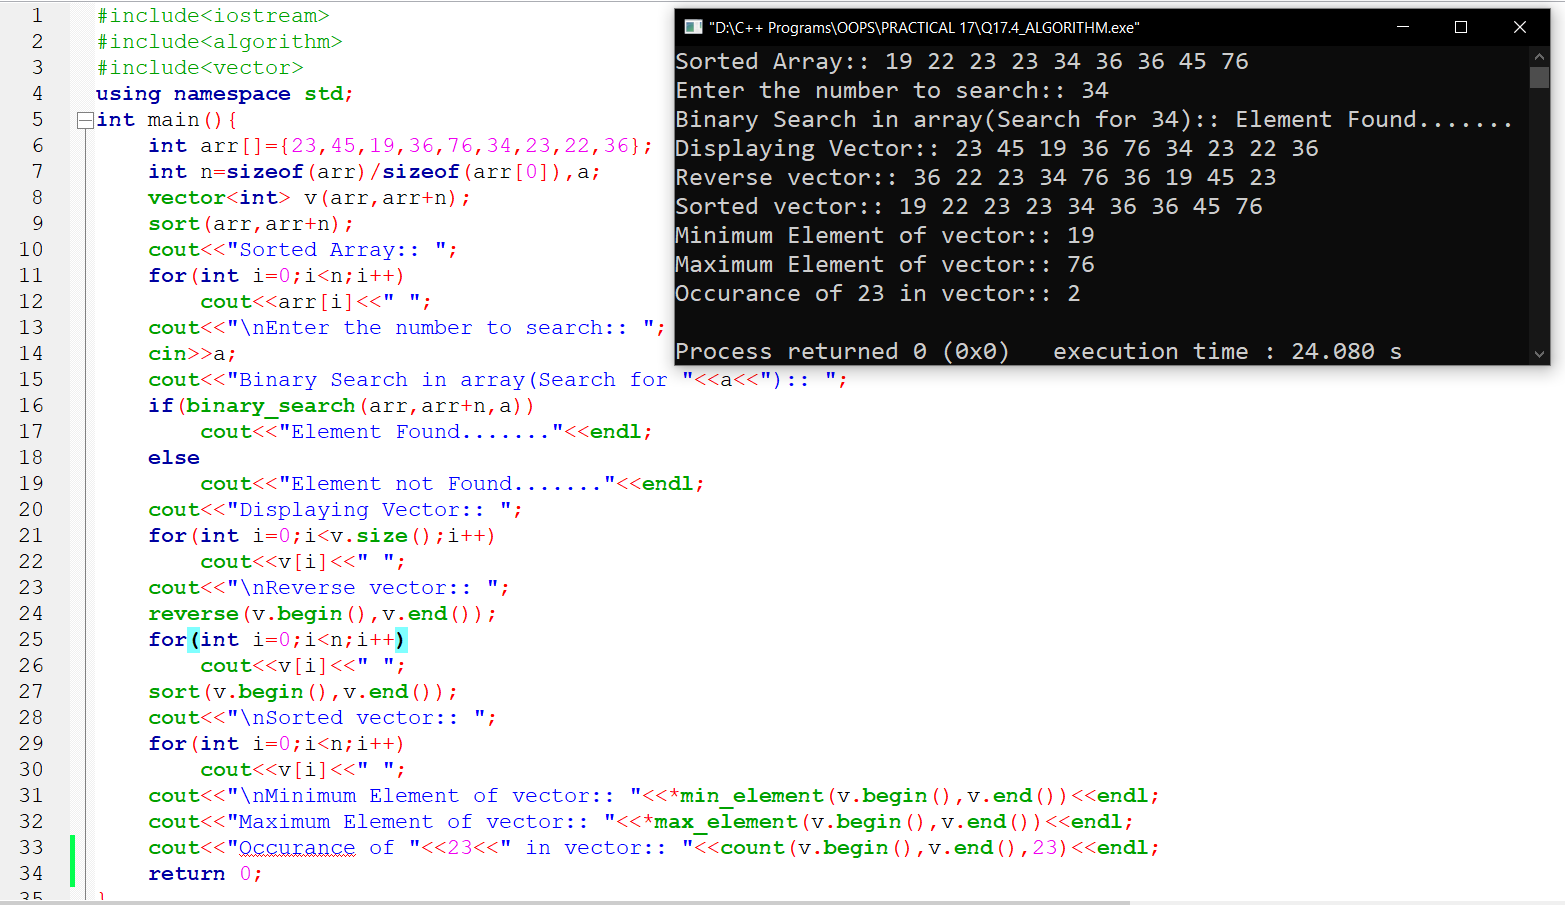 1 #include<iostream>
2 #include<algorithm>
3 #include<vector>
4 using namespace std;
5 int main(){
6 int arr[]={23,45,19,36,76,34,23,22,36};
7 int n=sizeof(arr)/sizeof(arr[0]),a;
8 vector<int> v(arr,arr+n);
9 sort(arr,arr+n);
10 cout<<"Sorted Array:: ";
11 for(int i=0;i<n;i++)
12 cout<<arr[i]<<" ";
13 cout<<"\nEnter the number to search:: ";
14 cin>>a;
15 cout<<"Binary Search in array(Search for "<<a<<"):: ";
16 if(binary_search(arr,arr+n,a))
17 cout<<"Element Found......."<<endl;
18 else
19 cout<<"Element not Found......."<<endl;
20 cout<<"Displaying Vector:: ";
21 for(int i=0;i<v.size();i++)
22 cout<<v[i]<<" ";
23 cout<<"\nReverse vector:: ";
24 reverse(v.begin(),v.end());
25 for(int i=0;i<n;i++)
26 cout<<v[i]<<" ";
27 sort(v.begin(),v.end());
28 cout<<"\nSorted vector:: ";
29 for(int i=0;i<n;i++)
30 cout<<v[i]<<" ";
31 cout<<"\nMinimum Element of vector:: "<<*min_element(v.begin(),v.end())<<endl;
32 cout<<"Maximum Element of vector:: "<<*max_element(v.begin(),v.end())<<endl;
33 cout<<"Occurance of "<<23<<" in vector:: "<<count(v.begin(),v.end(),23)<<endl;
34 return 0;
35 }
"D:\C++ Programs\OOPS\PRACTICAL 17\Q17.4_ALGORITHM.exe"
Sorted Array:: 19 22 23 23 34 36 36 45 76
Enter the number to search:: 34
Binary Search in array(Search for 34):: Element Found.......
Displaying Vector:: 23 45 19 36 76 34 23 22 36
Reverse vector:: 36 22 23 34 76 36 19 45 23
Sorted vector:: 19 22 23 23 34 36 36 45 76
Minimum Element of vector:: 19
Maximum Element of vector:: 76
Occurance of 23 in vector:: 2
Process returned 0 (0x0) execution time : 24.080 s